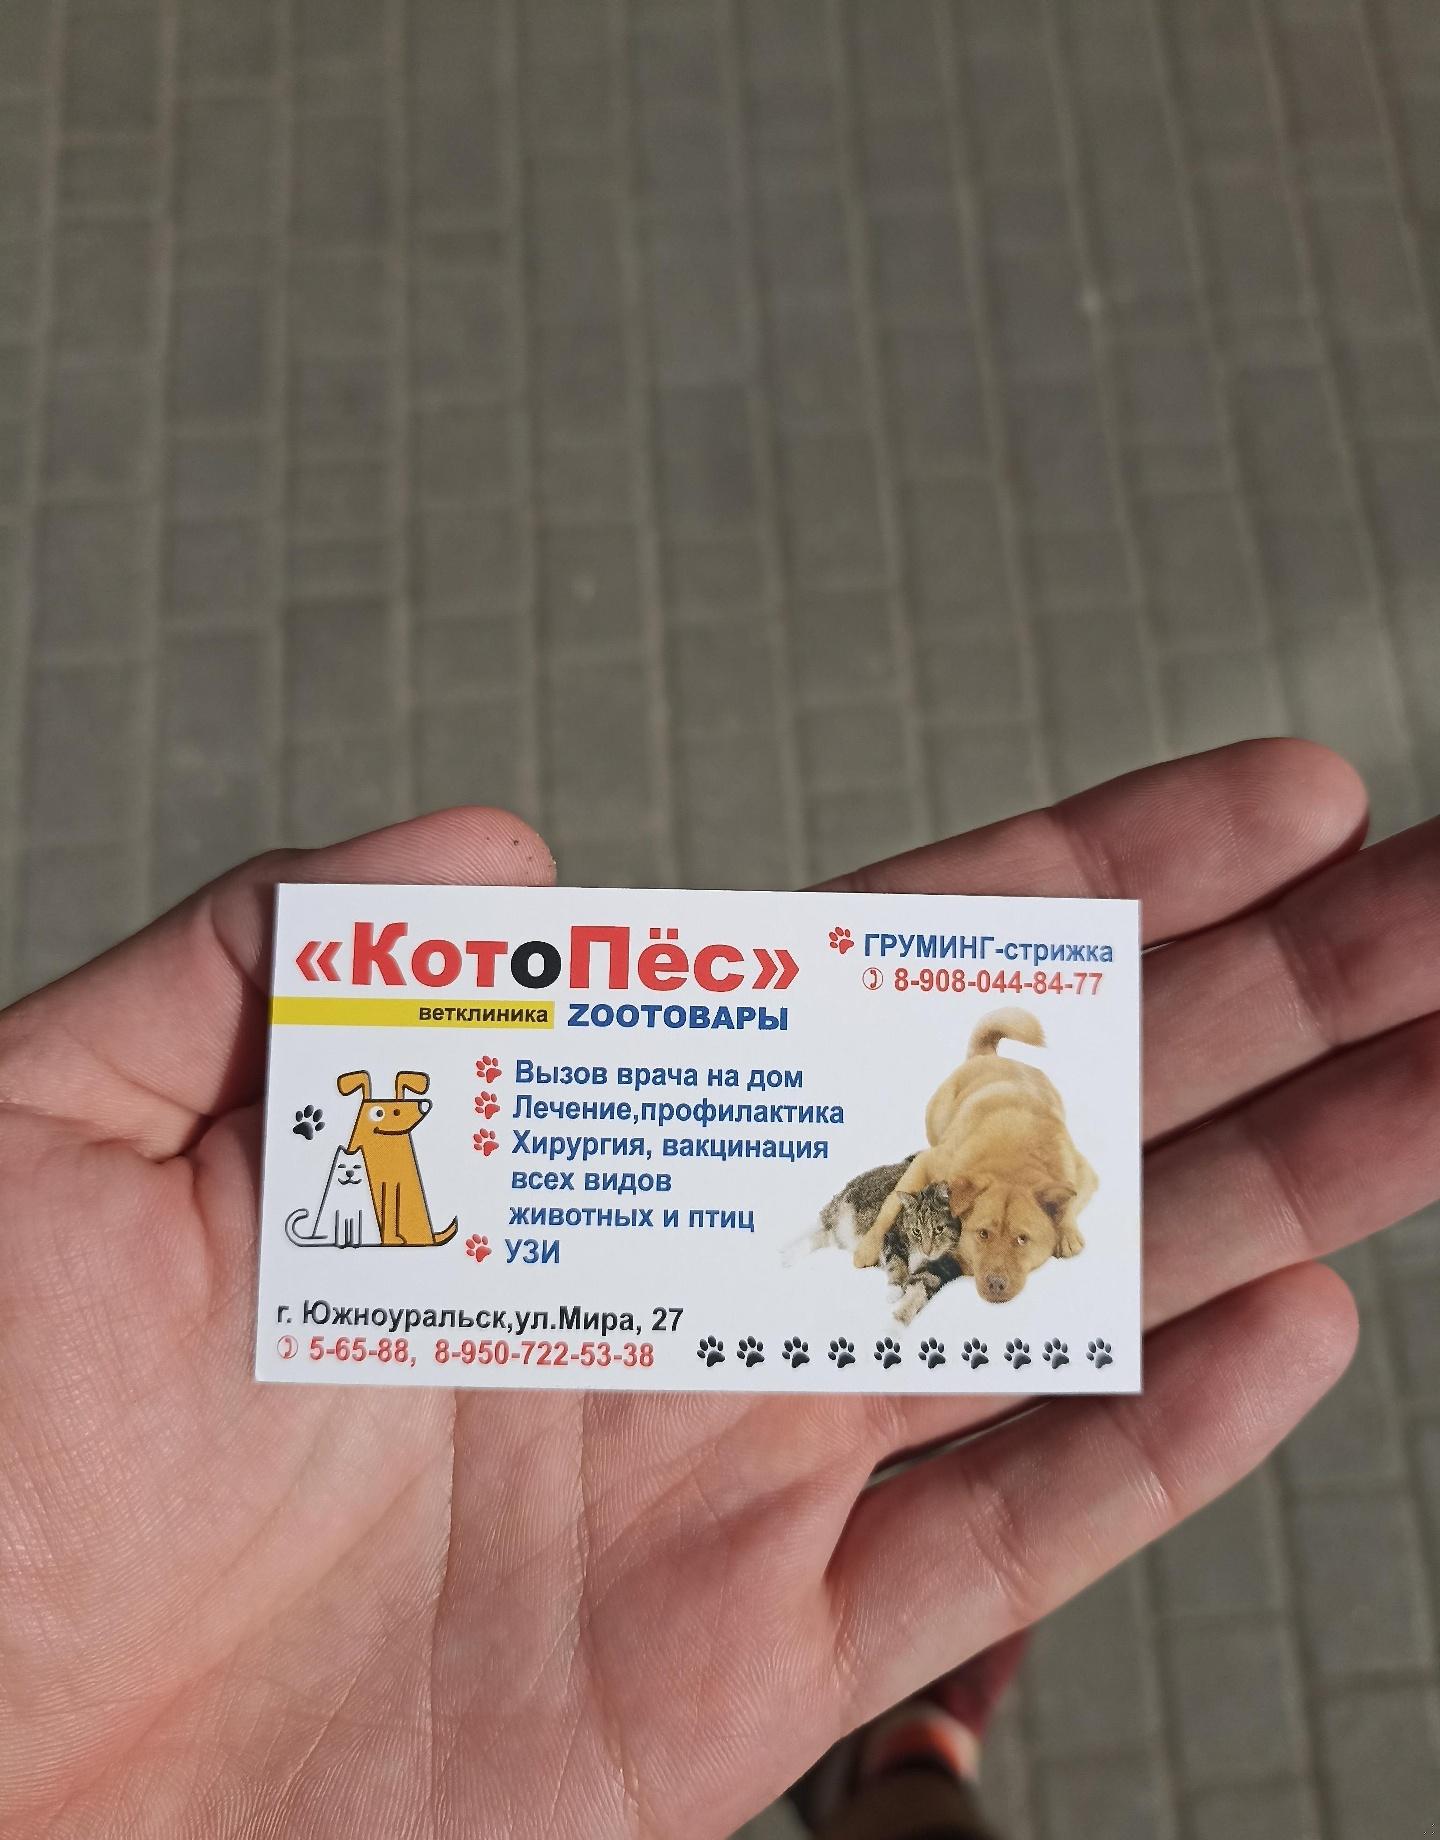 «КотоПёс»
ветклиника ZООТОВАРЫ
ГРУМИНГ-стрижка
8-908-044-84-77
Вызов врача на дом
Лечение,профилактика
Хирургия, вакцинация
всех видов
животных и птиц
УЗИ
г. Южноуральск,ул.Мира, 27
5-65-88, 8-950-722-53-38